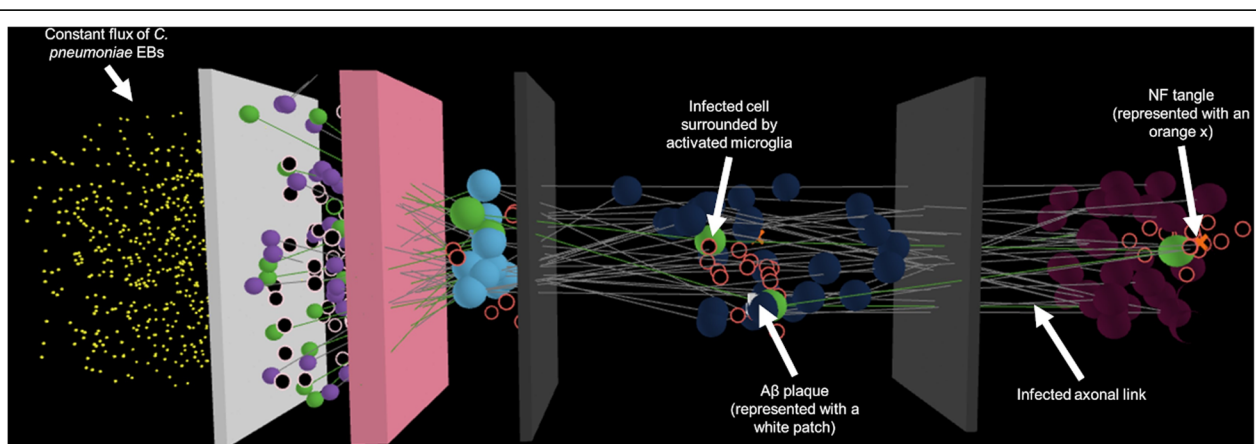 Constant flux of C.
pneumoniae EBs
Infected cell
surrounded by
activated microglia
NF tangle
(represented with an
orange x)
Aβ plaque
(represented with a
white patch)
Infected axonal link